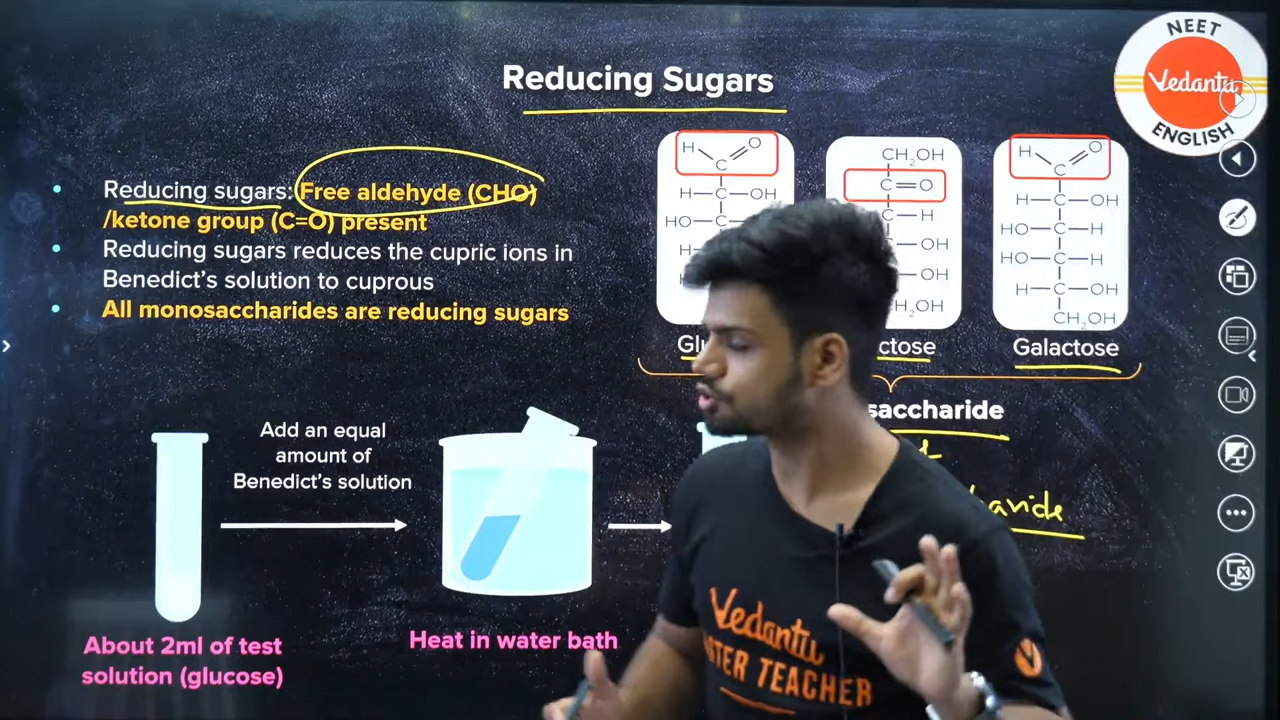 Reducing Sugars
NEET
Vedantu
ENGLISH
Reducing sugars: Free aldehyde (CHO)
/ketone group (C=O) present
Reducing sugars reduces the cupric ions in
Benedict's solution to cuprous
All monosaccharides are reducing sugars
H O
C
H—C—OH
HO—C
H
CH₂OH
C=O
C—H
—OH
—OH
H₂OH
H O
C
H—C—OH
HO—C—H
HO—C—H
H—C—OH
CH₂OH
Galactose
saccharide
Add an equal
amount of
Benedict's solution
About 2ml of test
solution (glucose)
Heat in water bath
Vedantu
STER TEACHER